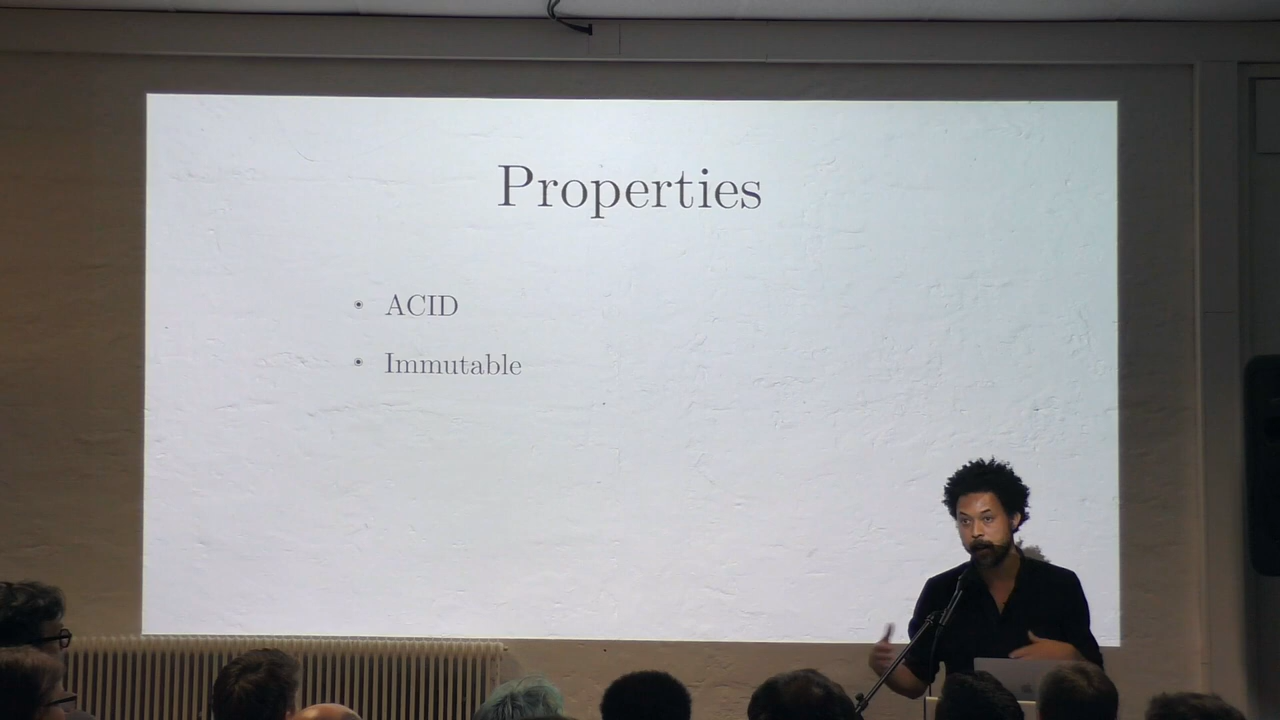 Properties
• ACID
• Immutable